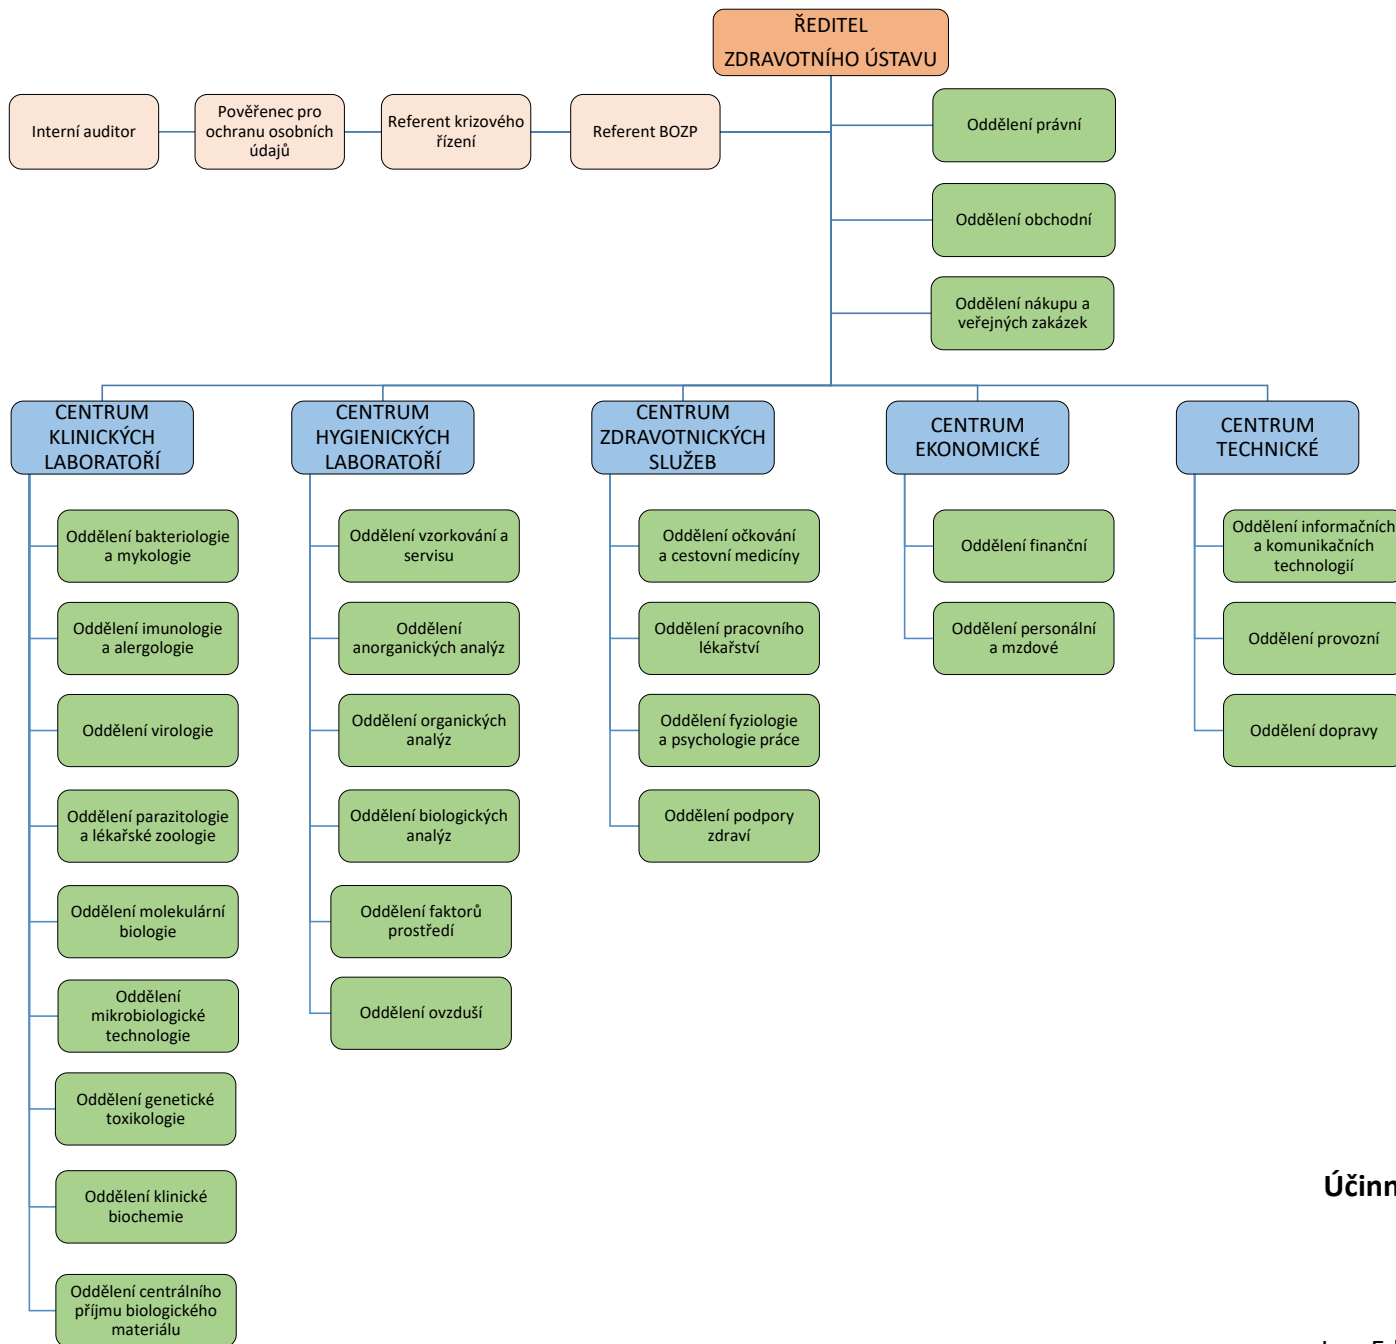 ŘEDITEL
ZDRAVOTNÍHO ÚSTAVU
Interní auditor
Pověřenec pro
ochranu osobních
údajů
Referent krizového
řízení
Referent BOZP
Oddělení právní
Oddělení obchodní
Oddělení nákupu a
veřejných zakázek
CENTRUM
KLINICKÝCH
LABORATOŘÍ
CENTRUM
HYGIENICKÝCH
LABORATOŘÍ
CENTRUM
ZDRAVOTNICKÝCH
SLUŽEB
CENTRUM
EKONOMICKÉ
CENTRUM
TECHNICKÉ
Oddělení bakteriologie
a mykologie
Oddělení imunologie
a alergologie
Oddělení virologie
Oddělení parazitologie
a lékařské zoologie
Oddělení molekulární
biologie
Oddělení
mikrobiologické
technologie
Oddělení genetické
toxikologie
Oddělení klinické
biochemie
Oddělení centrálního
příjmu biologického
materiálu
Oddělení vzorkování a
servisu
Oddělení
anorganických analýz
Oddělení organických
analýz
Oddělení biologických
analýz
Oddělení faktorů
prostředí
Oddělení ovzduší
Oddělení očkování
a cestovní medicíny
Oddělení pracovního
lékařství
Oddělení fyziologie
a psychologie práce
Oddělení podpory
zdraví
Oddělení finanční
Oddělení personální
a mzdové
Oddělení informačních
a komunikačních
technologií
Oddělení provozní
Oddělení dopravy
Účinn